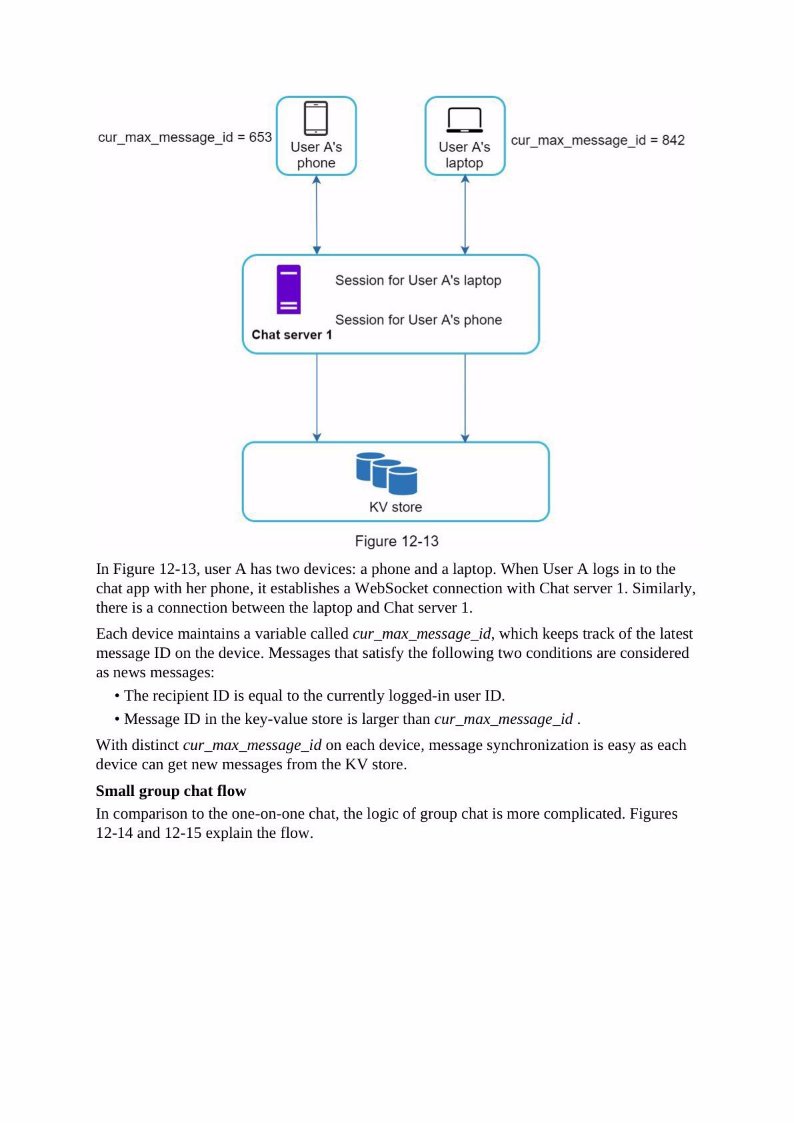 cur_max_message_id = 653
User A's
phone
User A's
laptop
cur_max_message_id = 842
Session for User A's laptop
Session for User A's phone
Chat server 1
KV store
Figure 12-13
In Figure 12-13, user A has two devices: a phone and a laptop. When User A logs in to the
chat app with her phone, it establishes a WebSocket connection with Chat server 1. Similarly,
there is a connection between the laptop and Chat server 1.
Each device maintains a variable called cur_max_message_id, which keeps track of the latest
message ID on the device. Messages that satisfy the following two conditions are considered
as news messages:
• The recipient ID is equal to the currently logged-in user ID.
• Message ID in the key-value store is larger than cur_max_message_id .
With distinct cur_max_message_id on each device, message synchronization is easy as each
device can get new messages from the KV store.
Small group chat flow
In comparison to the one-on-one chat, the logic of group chat is more complicated. Figures
12-14 and 12-15 explain the flow.